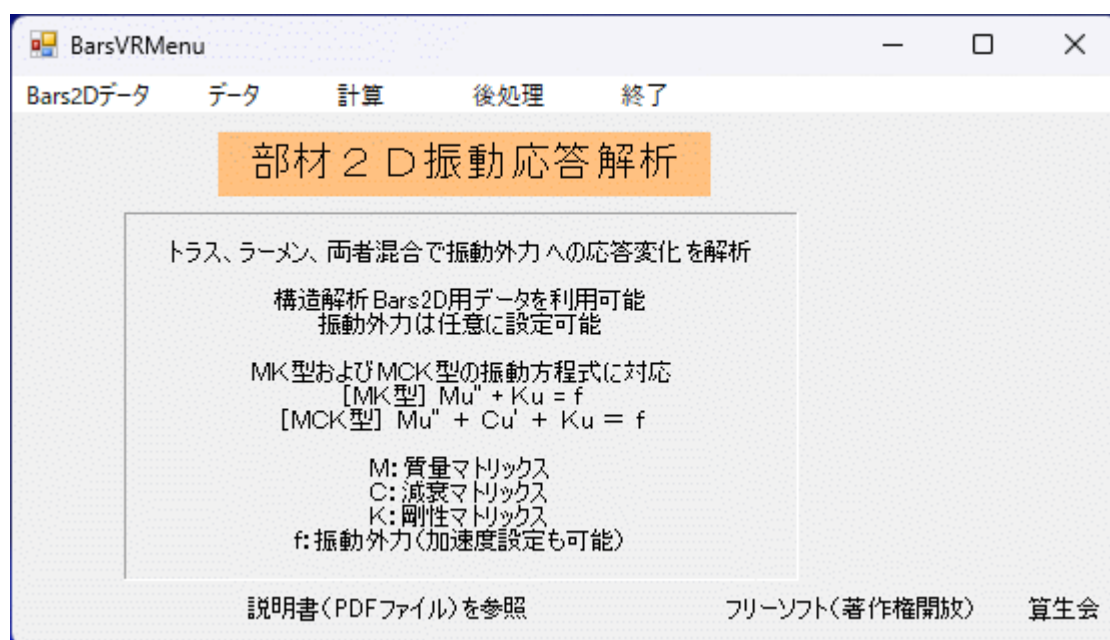 BarsVRMenu
Bars2Dデータ データ 計算 後処理 終了
部材２Ｄ振動応答解析
トラス、ラーメン、両者混合で振動外力への応答変化を解析
構造解析Bars2D用データを利用可能
振動外力は任意に設定可能
MK型およびMCK型の振動方程式に対応
[MK型] Mu" + Ku = f
[MCK型] Mu" + Cu' + Ku ＝ f
M：質量マトリックス
C：減衰マトリックス
K：剛性マトリックス
f：振動外力（加速度設定も可能）
説明書（PDFファイル）を参照 フリーソフト（著作権開放） 算生会